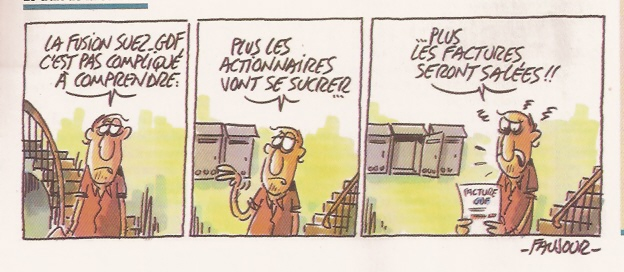 LA FUSION SUEZ-GDF
C'EST PAS COMPLIQUÉ
À COMPRENDRE:
PLUS LES
ACTIONNAIRES
VONT SE SUCRER
...
...PLUS
LES FACTURES
SERONT SALÉES!!
FACTURE
GDF
-FAUJOUR-